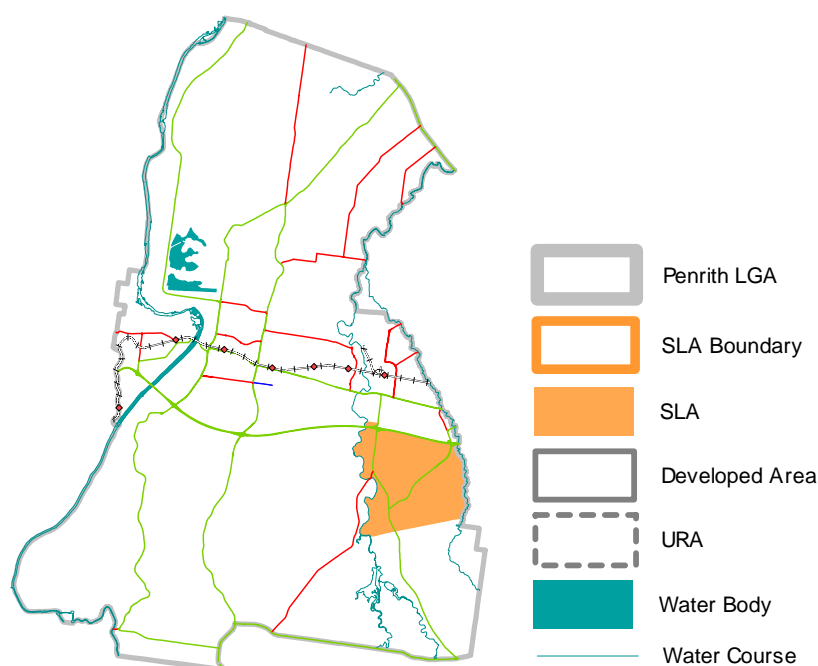 Penrith LGA
SLA Boundary
SLA
Developed Area
URA
Water Body
Water Course